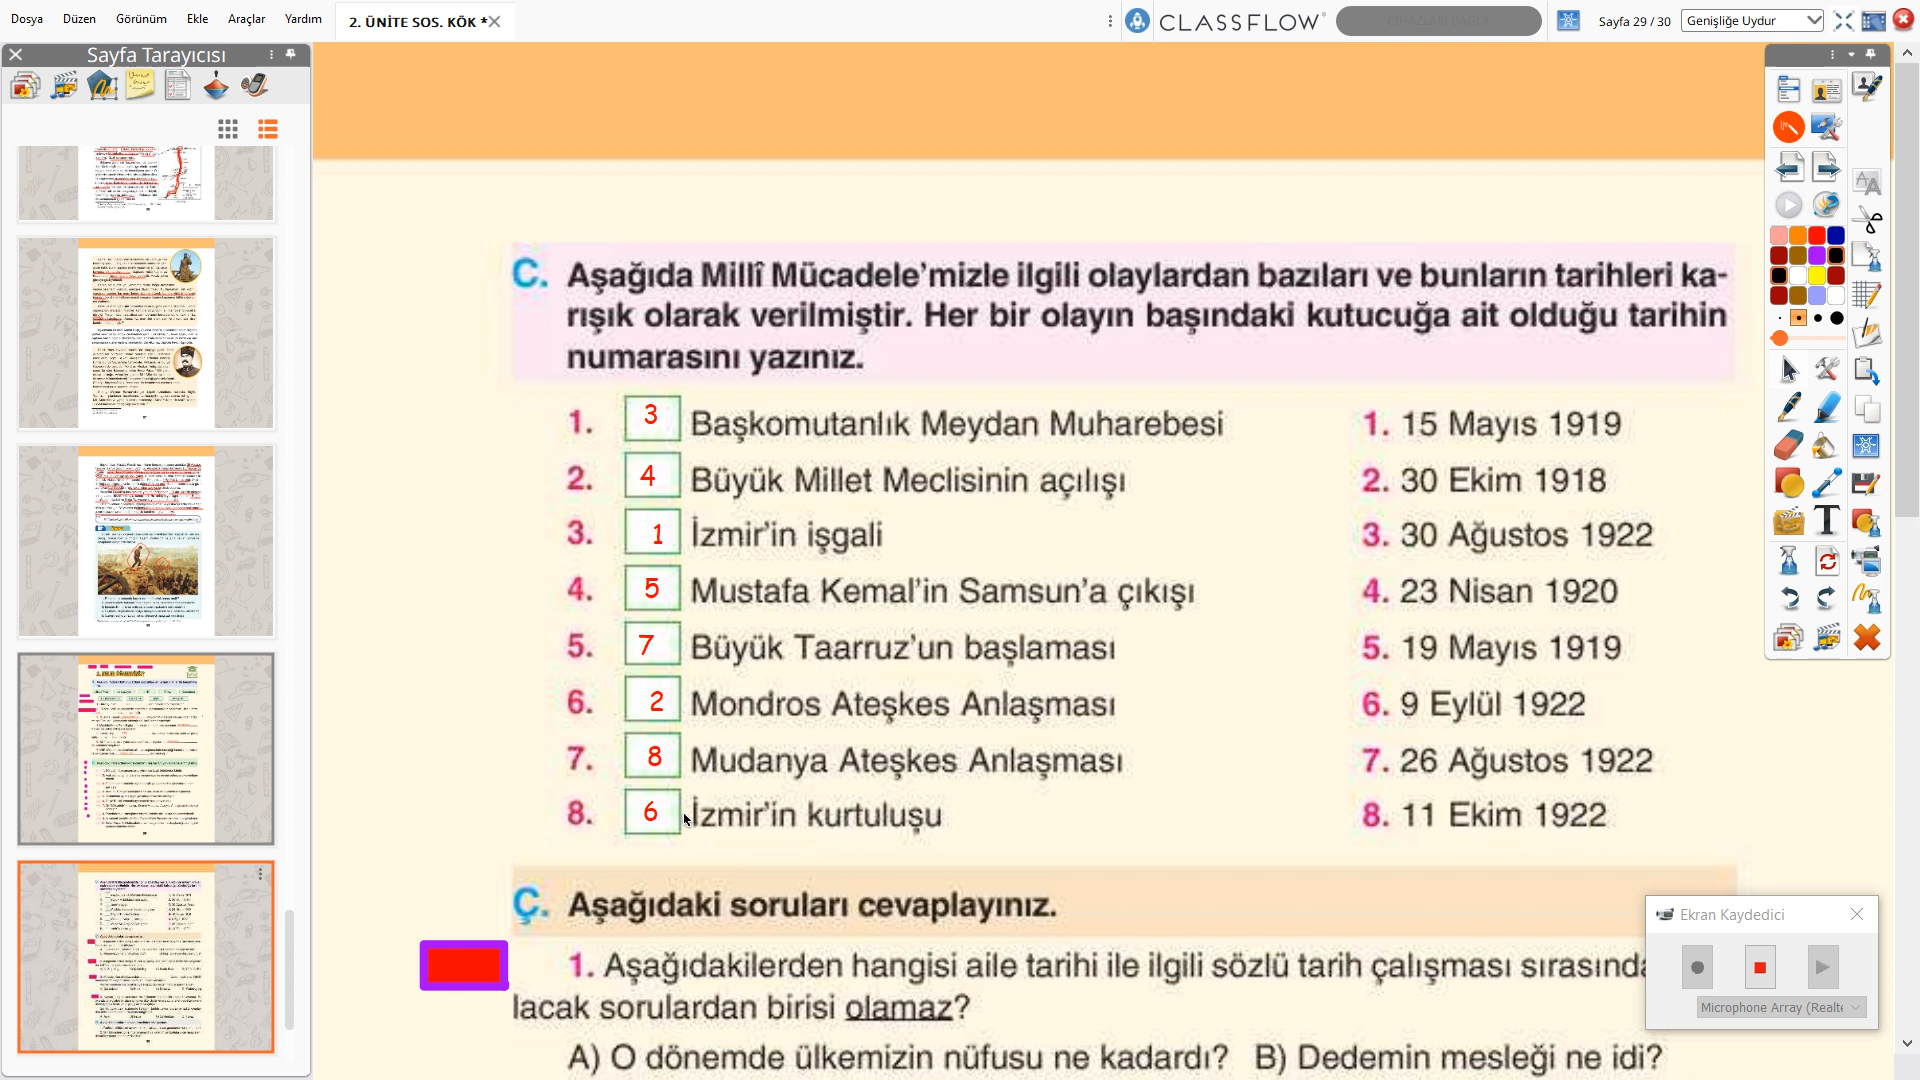 Dosya Düzen Görünüm Ekle Araçlar Yardım
2. ÜNİTE SOS. KÖK *
CLASSFLOW
Sayfa 29 / 30
Genişliğe Uydur
Sayfa Tarayıcısı
C. Aşağıda Millî Mücadele’mizle ilgili olaylardan bazıları ve bunların tarihleri ka-
rışık olarak verilmiştir. Her bir olayın başındaki kutucuğa ait olduğu tarihin
numarasını yazınız.
1. 3 Başkomutanlık Meydan Muharebesi 1. 15 Mayıs 1919
2. 4 Büyük Millet Meclisinin açılışı 2. 30 Ekim 1918
3. 1 İzmir’in işgali 3. 30 Ağustos 1922
4. 5 Mustafa Kemal’in Samsun’a çıkışı 4. 23 Nisan 1920
5. 7 Büyük Taarruz’un başlaması 5. 19 Mayıs 1919
6. 2 Mondros Ateşkes Anlaşması 6. 9 Eylül 1922
7. 8 Mudanya Ateşkes Anlaşması 7. 26 Ağustos 1922
8. 6 İzmir’in kurtuluşu 8. 11 Ekim 1922
Ç. Aşağıdaki soruları cevaplayınız.
1. Aşağıdakilerden hangisi aile tarihi ile ilgili sözlü tarih çalışması sırasında
lacak sorulardan birisi olamaz?
A) O dönemde ülkemizin nüfusu ne kadardı? B) Dedemin mesleği ne idi?
Ekran Kaydedici
Microphone Array (Realte